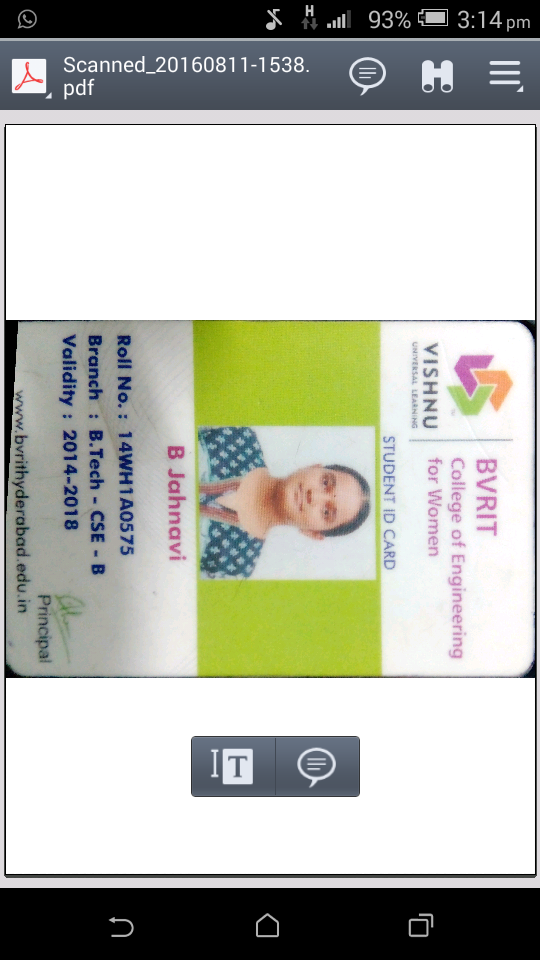 93%
3:14 pm
Scanned_20160811-1538.
pdf
VISHNU
UNIVERSAL LEARNING
BVRIT
College of Engineering
for Women
STUDENT ID CARD
B Jahnavi
Roll No. : 14WH1A0575
Branch : B.Tech - CSE - B
Validity : 2014-2018
Principal
www.bvrithyderabad.edu.in